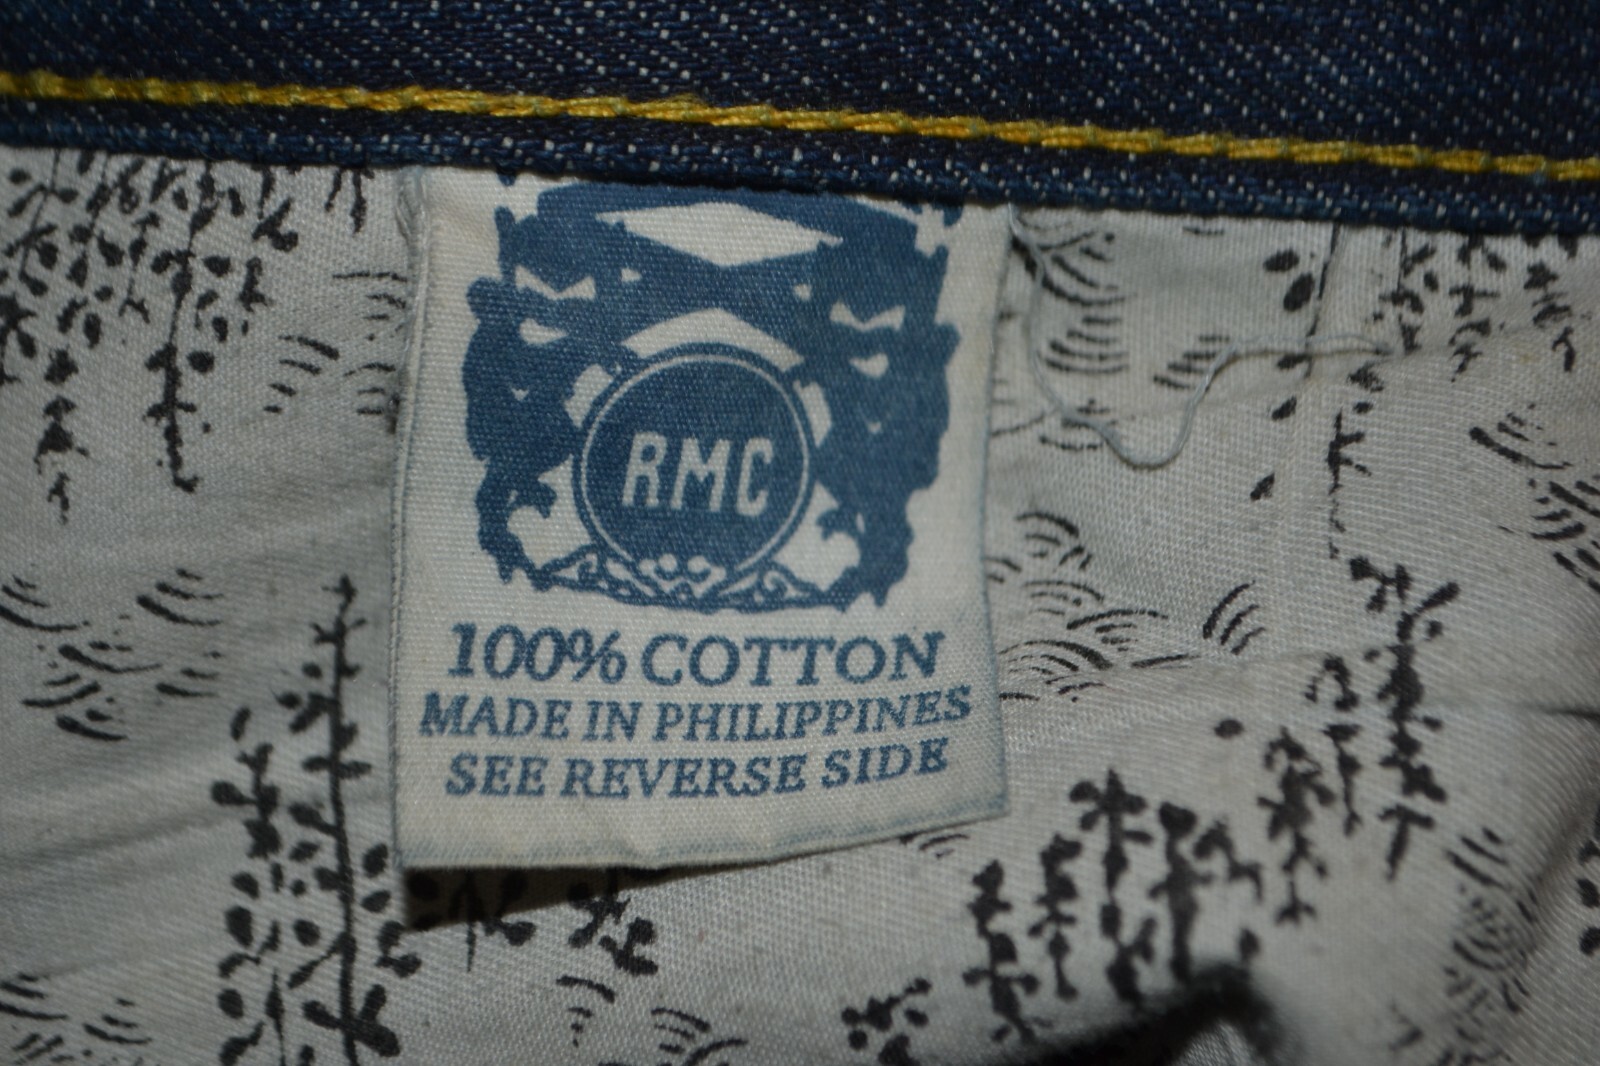 RMC
100% COTTON
MADE IN PHILIPPINES
SEE REVERSE SIDE